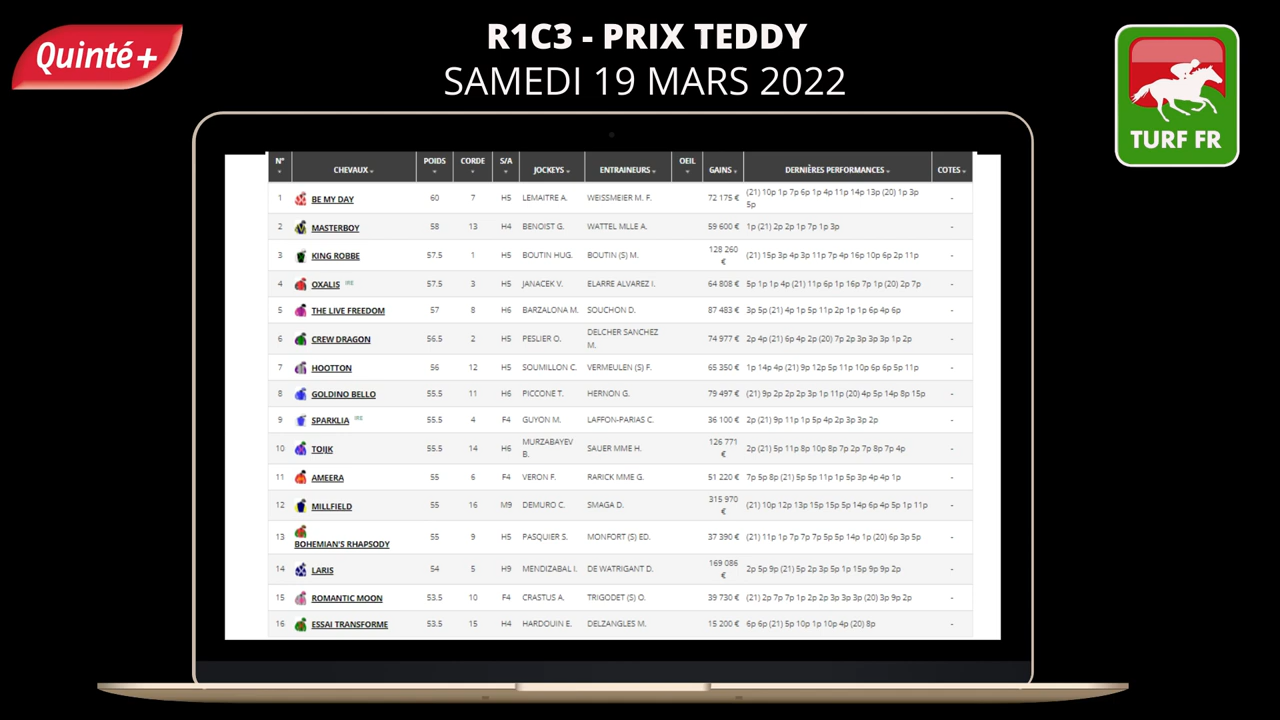 Quinté+
R1C3 - PRIX TEDDY
SAMEDI 19 MARS 2022
TURF FR
N° CHEVAUX POIDS CORDE S/A JOCKEYS ENTRAINEURS OEIL GAINS DERNIÈRES PERFORMANCES COTES
1 BE MY DAY 60 7 H5 LEMAITRE A. WEISSMEIER M. F. 72 175 € (21) 10p 1p 7p 6p 1p 4p 11p 14p 13p (20) 1p 3p
5p -
2 MASTERBOY 58 13 H4 BENOIST G. WATTEL MLLE A. 59 600 € 1p (21) 2p 2p 1p 7p 1p 3p -
3 KING ROBBE 57.5 1 H5 BOUTIN HUG. BOUTIN (S) M. 128 260
€ (21) 15p 3p 4p 3p 11p 7p 4p 16p 10p 6p 2p 11p -
4 OXALIS IRE 57.5 3 H5 JANACEK V. ELARRE ALVAREZ I. 64 808 € 5p 1p 1p 4p (21) 11p 6p 1p 16p 7p 1p (20) 2p 7p -
5 THE LIVE FREEDOM 57 8 H6 BARZALONA M. SOUCHON D. 87 483 € 3p 5p (21) 4p 1p 5p 11p 2p 1p 1p 6p 4p 6p -
6 CREW DRAGON 56.5 2 H5 PESLIER O. DELCHER SANCHEZ
M. 74 977 € 2p 4p (21) 6p 4p 2p (20) 7p 2p 3p 3p 3p 1p 2p -
7 HOOTTON 56 12 H5 SOUMILLON C. VERMEULEN (S) F. 65 350 € 1p 14p 4p (21) 9p 12p 5p 11p 10p 6p 6p 5p 11p -
8 GOLDINO BELLO 55.5 11 H6 PICCONE T. HERNON G. 79 497 € (21) 9p 2p 2p 2p 3p 1p 11p (20) 4p 5p 14p 8p 15p -
9 SPARKLIA IRE 55.5 4 F4 GUYON M. LAFFON-PARIAS C. 36 100 € 2p (21) 9p 11p 1p 5p 4p 2p 3p 3p 2p -
10 TOIJK 55.5 14 H6 MURZABAYEV
B. SAUER MME H. 126 771
€ 2p (21) 5p 11p 8p 10p 8p 7p 2p 7p 8p 7p 4p -
11 AMEERA 55 6 F4 VERON F. RARICK MME G. 51 220 € 7p 5p 8p (21) 5p 5p 11p 1p 5p 3p 4p 4p 1p -
12 MILLFIELD 55 16 M9 DEMURO C. SMAGA D. 315 970
€ (21) 10p 12p 13p 15p 15p 5p 14p 6p 4p 5p 1p 11p -
13 BOHEMIAN'S RHAPSODY 55 9 H5 PASQUIER S. MONFORT (S) ED. 37 390 € (21) 11p 1p 7p 7p 7p 5p 5p 14p 1p (20) 6p 3p 5p -
14 LARIS 54 5 H9 MENDIZABAL I. DE WATRIGANT D. 169 086
€ 2p 5p 9p (21) 5p 2p 3p 5p 1p 15p 9p 9p 2p -
15 ROMANTIC MOON 53.5 10 F4 CRASTUS A. TRIGODET (S) O. 39 730 € (21) 2p 7p 7p 1p 2p 2p 3p 3p 3p (20) 3p 9p 2p -
16 ESSAI TRANSFORME 53.5 15 H4 HARDOUIN E. DELZANGLES M. 15 200 € 6p 6p (21) 5p 10p 1p 10p 4p (20) 8p -